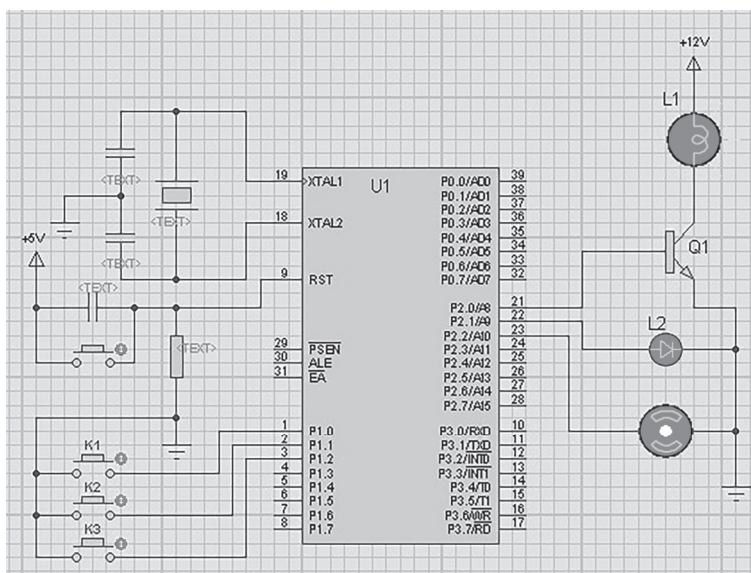 +12V
L1
19
XTAL1
U1
P0.0/AD0
39
P0.1/AD1
38
P0.2/AD2
37
P0.3/AD3
36
P0.4/AD4
35
P0.5/AD5
34
P0.6/AD6
33
P0.7/AD7
32
<TEXT>
<TEXT>
18
XTAL2
<TEXT>
+5V
<TEXT>
9
RST
Q1
P2.0/A8
21
P2.1/A9
22
P2.2/A10
23
P2.3/A11
24
P2.4/A12
25
P2.5/A13
26
P2.6/A14
27
P2.7/A15
28
L2
<TEXT>
29
PSEN
30
ALE
31
EA
1
P1.0
2
P1.1
3
P1.2
4
P1.3
5
P1.4
6
P1.5
7
P1.6
8
P1.7
P3.0/RXD
10
P3.1/TXD
11
P3.2/INT0
12
P3.3/INT1
13
P3.4/T0
14
P3.5/T1
15
P3.6/WR
16
P3.7/RD
17
K1
K2
K3